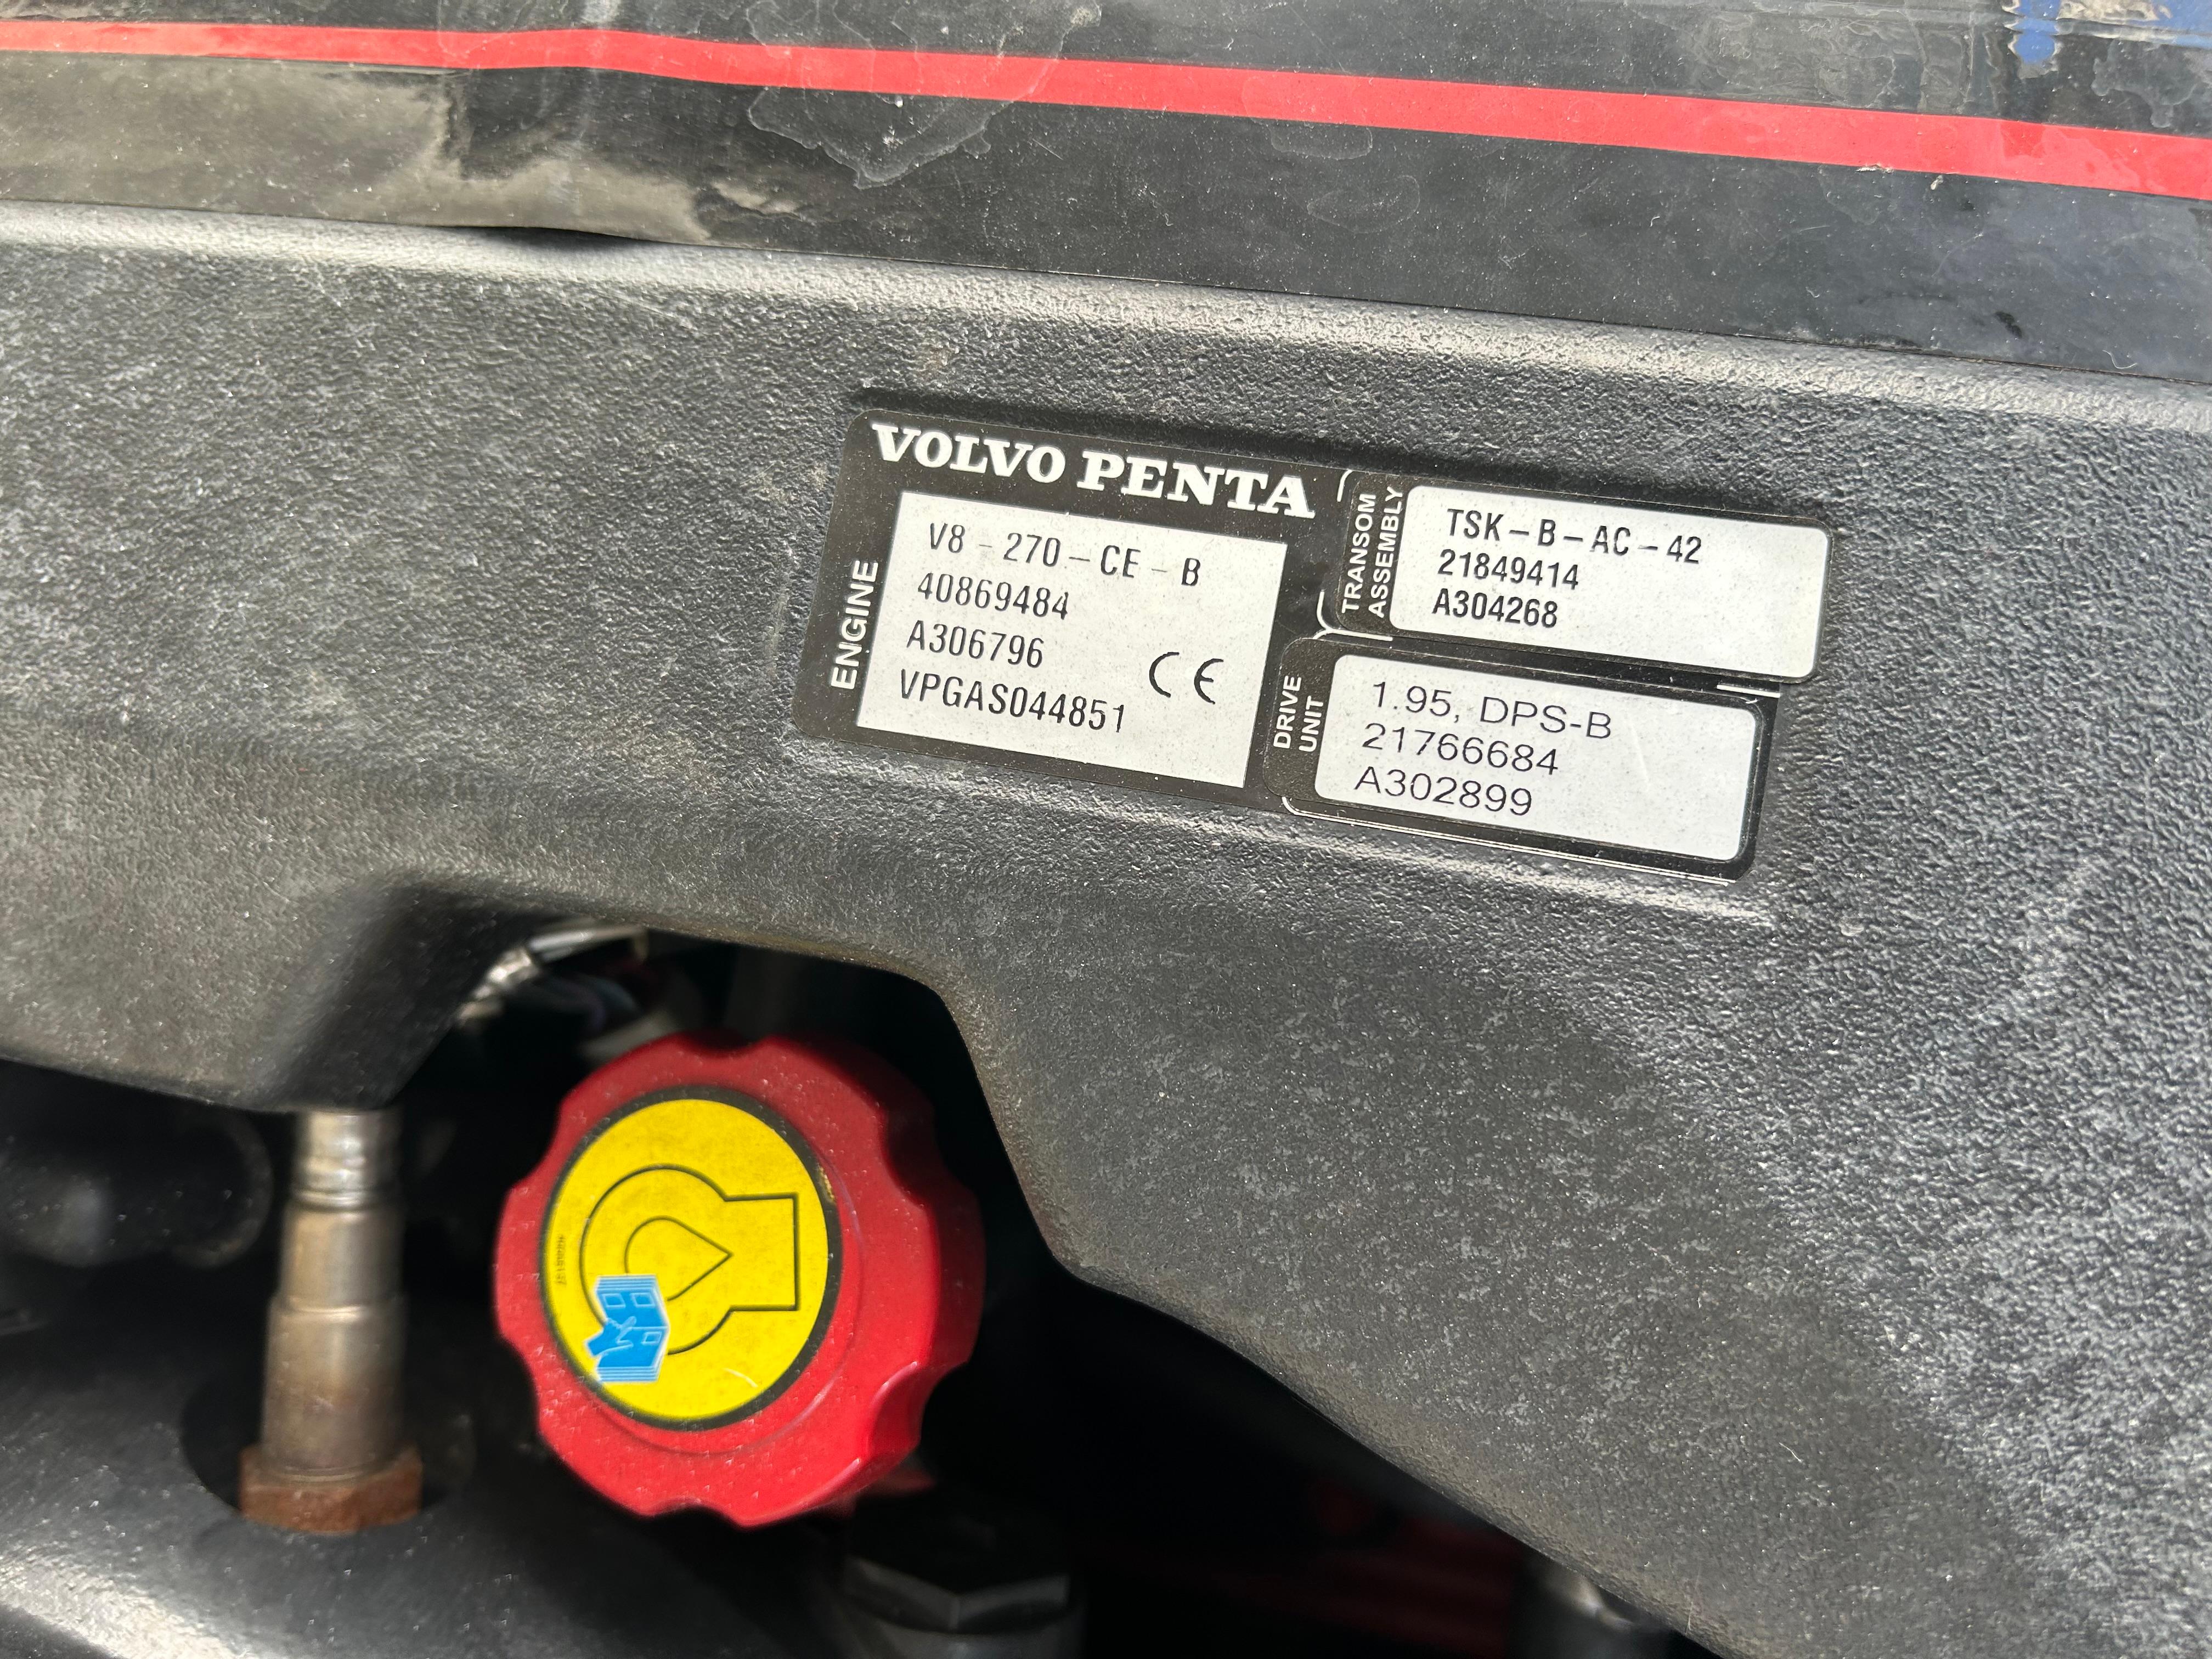 VOLVO PENTA
ENGINE
V8 - 270 - CE - B
40869484
A306796
VPGAS044851
CE
TRANSOM
ASSEMBLY
TSK - B - AC - 42
21849414
A304268
DRIVE
UNIT
1.95, DPS-B
21766684
A302899